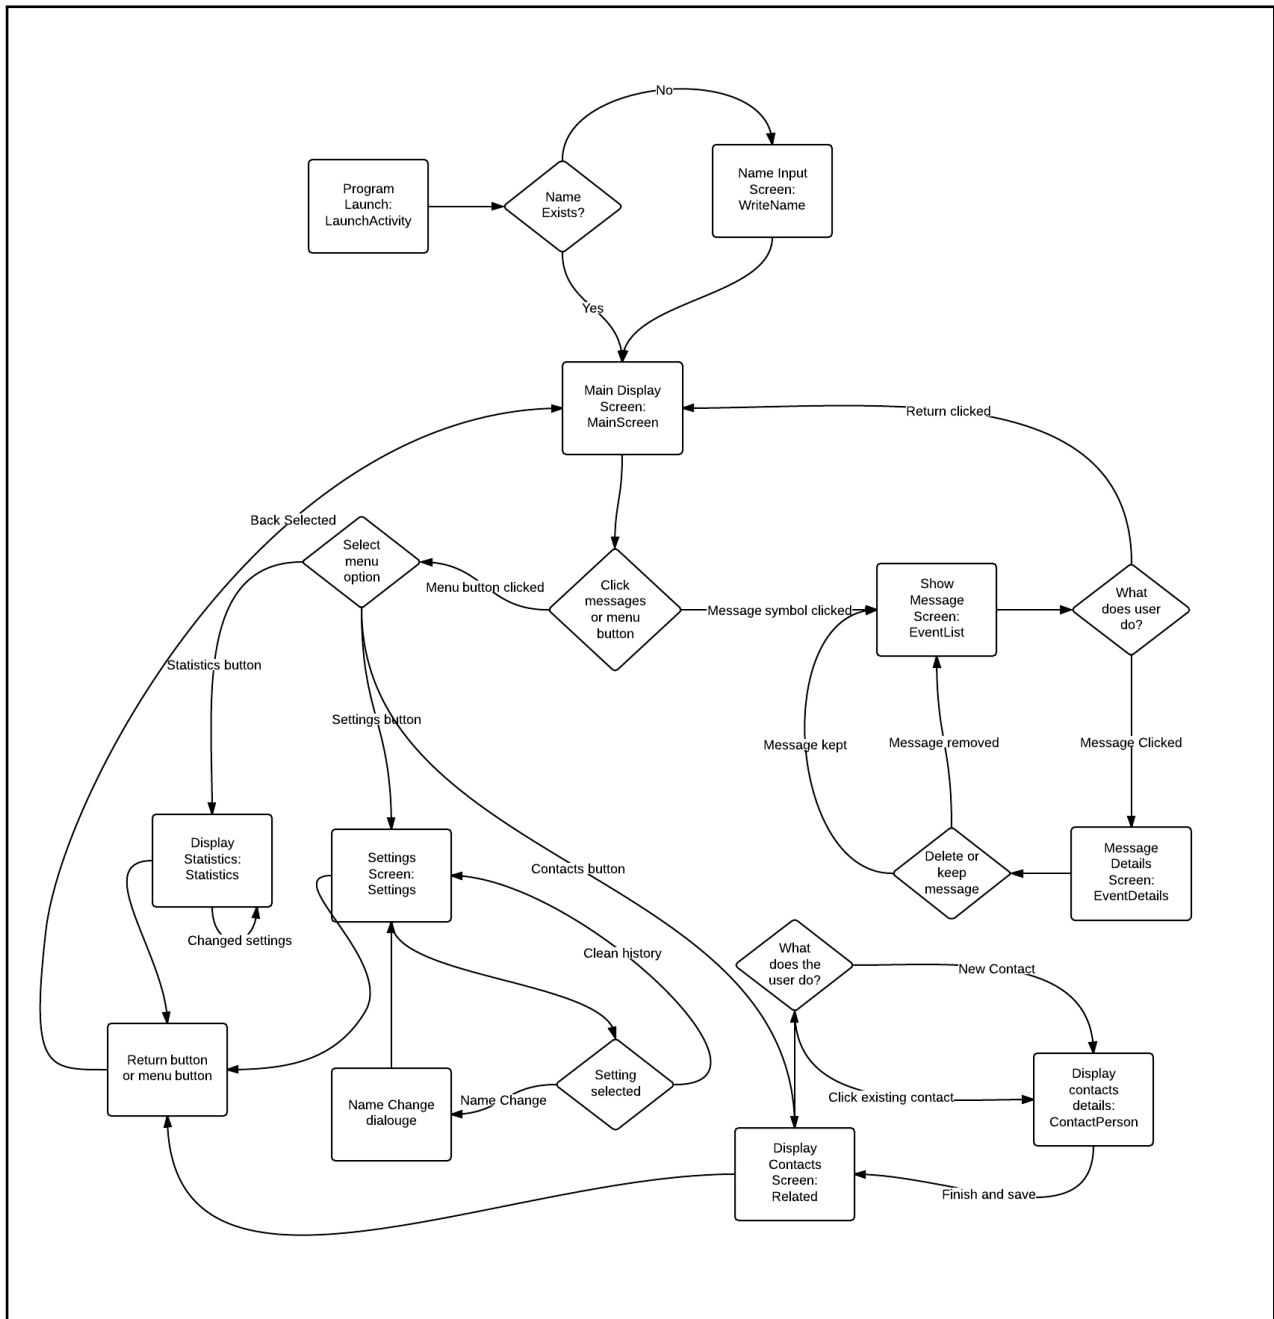 No
Program
Launch:
LaunchActivity
Name
Exists?
Name Input
Screen:
WriteName
Yes
Main Display
Screen:
MainScreen
Return clicked
Back Selected
Select
menu
option
Menu button clicked
Click
messages
or menu
button
Message symbol clicked
Show
Message
Screen:
EventList
What
does user
do?
Statistics button
Settings button
Message kept
Message removed
Message Clicked
Display
Statistics:
Statistics
Settings
Screen:
Settings
Contacts button
Delete or
keep
message
Message
Details
Screen:
EventDetails
Changed settings
Clean history
What
does the
user do?
New Contact
Return button
or menu button
Name Change
dialouge
Name Change
Setting
selected
Click existing contact
Display
contacts
details:
ContactPerson
Display
Contacts
Screen:
Related
Finish and save